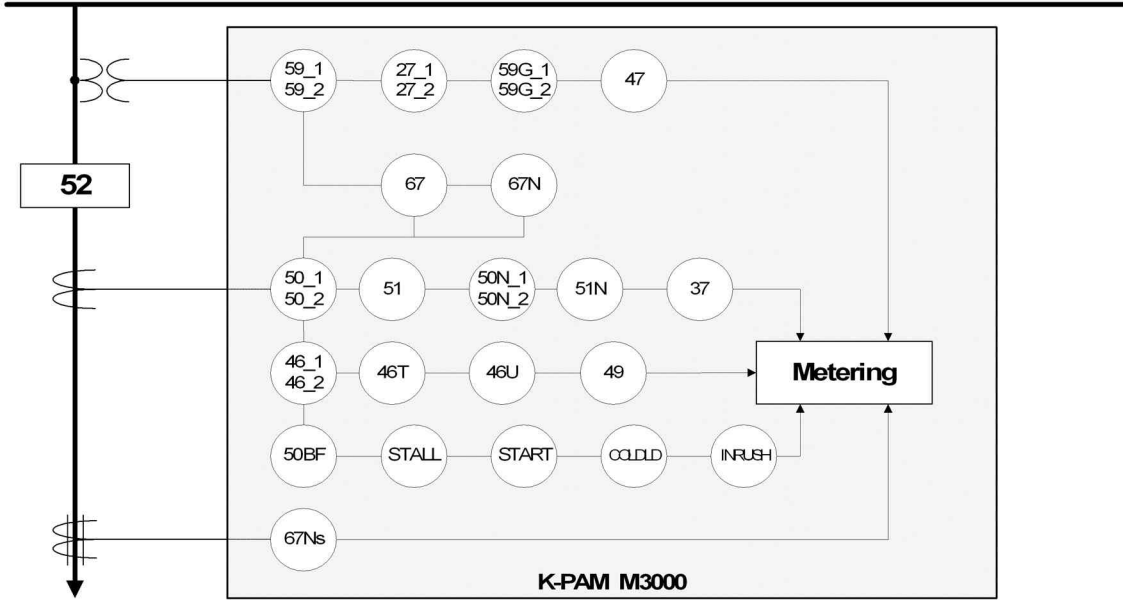 59_1
59_2
27_1
27_2
59G_1
59G_2
47
52
67
67N
50_1
50_2
51
50N_1
50N_2
51N
37
46_1
46_2
46T
46U
49
Metering
50BF
STALL
START
COLDLD
INRUSH
67Ns
K-PAM M3000